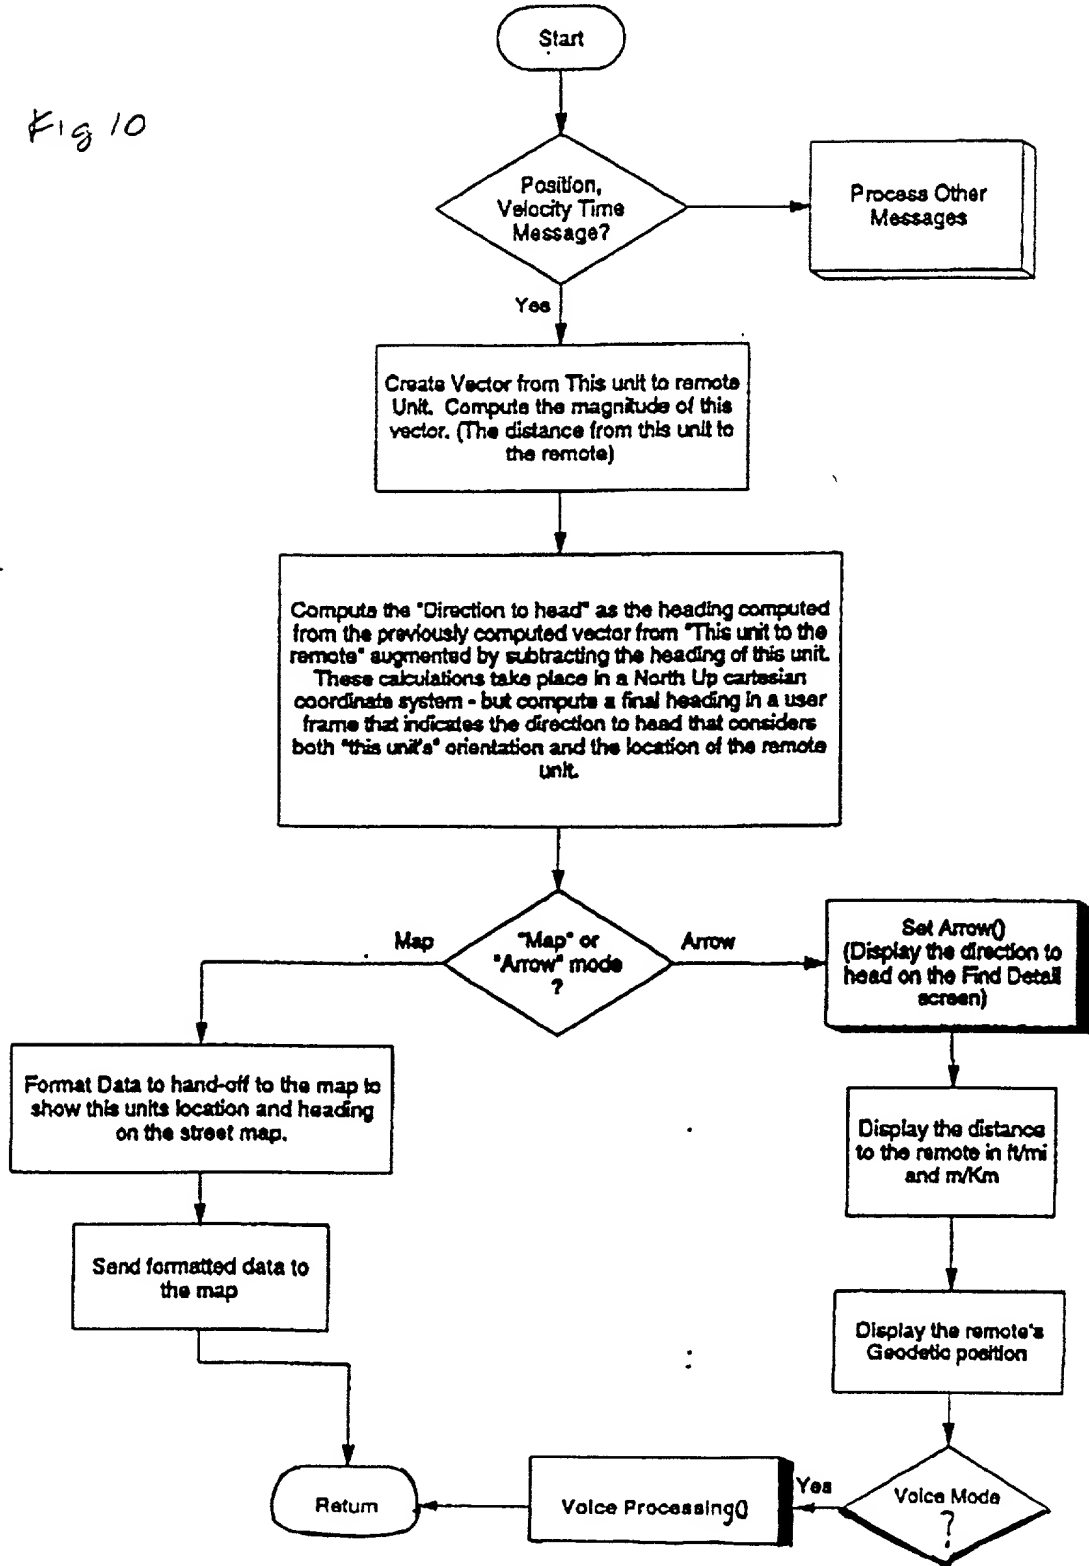 Fig 10
Start
Position,
Velocity Time
Message?
Process Other
Messages
Yes
Create Vector from This unit to remote
Unit. Compute the magnitude of this
vector. (The distance from this unit to
the remote)
Compute the "Direction to head" as the heading computed
from the previously computed vector from "This unit to the
remote" augmented by subtracting the heading of this unit.
These calculations take place in a North Up cartesian
coordinate system - but compute a final heading in a user
frame that indicates the direction to head that considers
both "this unit's" orientation and the location of the remote
unit.
Map
"Map" or
"Arrow" mode
?
Arrow
Set Arrow()
(Display the direction to
head on the Find Detail
screen)
Format Data to hand-off to the map to
show this units location and heading
on the street map.
Display the distance
to the remote in ft/mi
and m/Km
Send formatted data to
the map
Display the remote's
Geodetic position
Return
Voice Processing()
Yes
Voice Mode
?